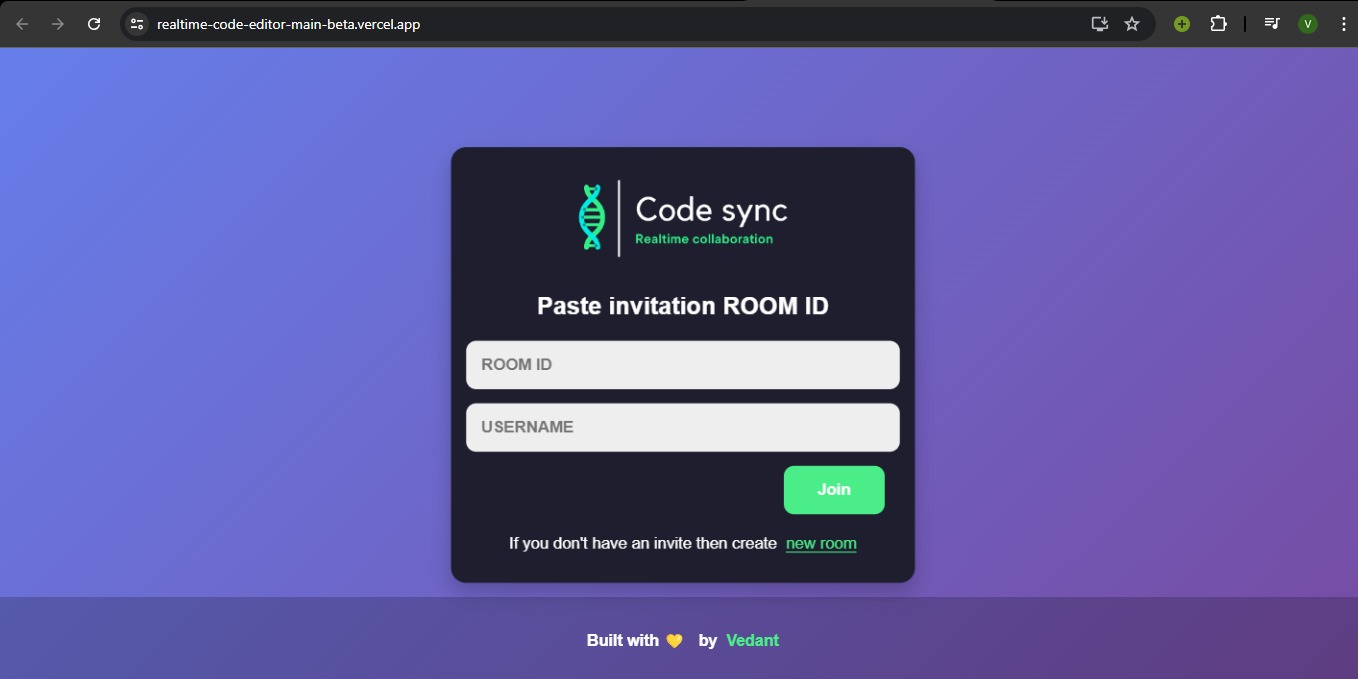 realtime-code-editor-main-beta.vercel.app
V
Code sync
Realtime collaboration
Paste invitation ROOM ID
ROOM ID
USERNAME
Join
If you don't have an invite then create new room
Built with 💛 by Vedant